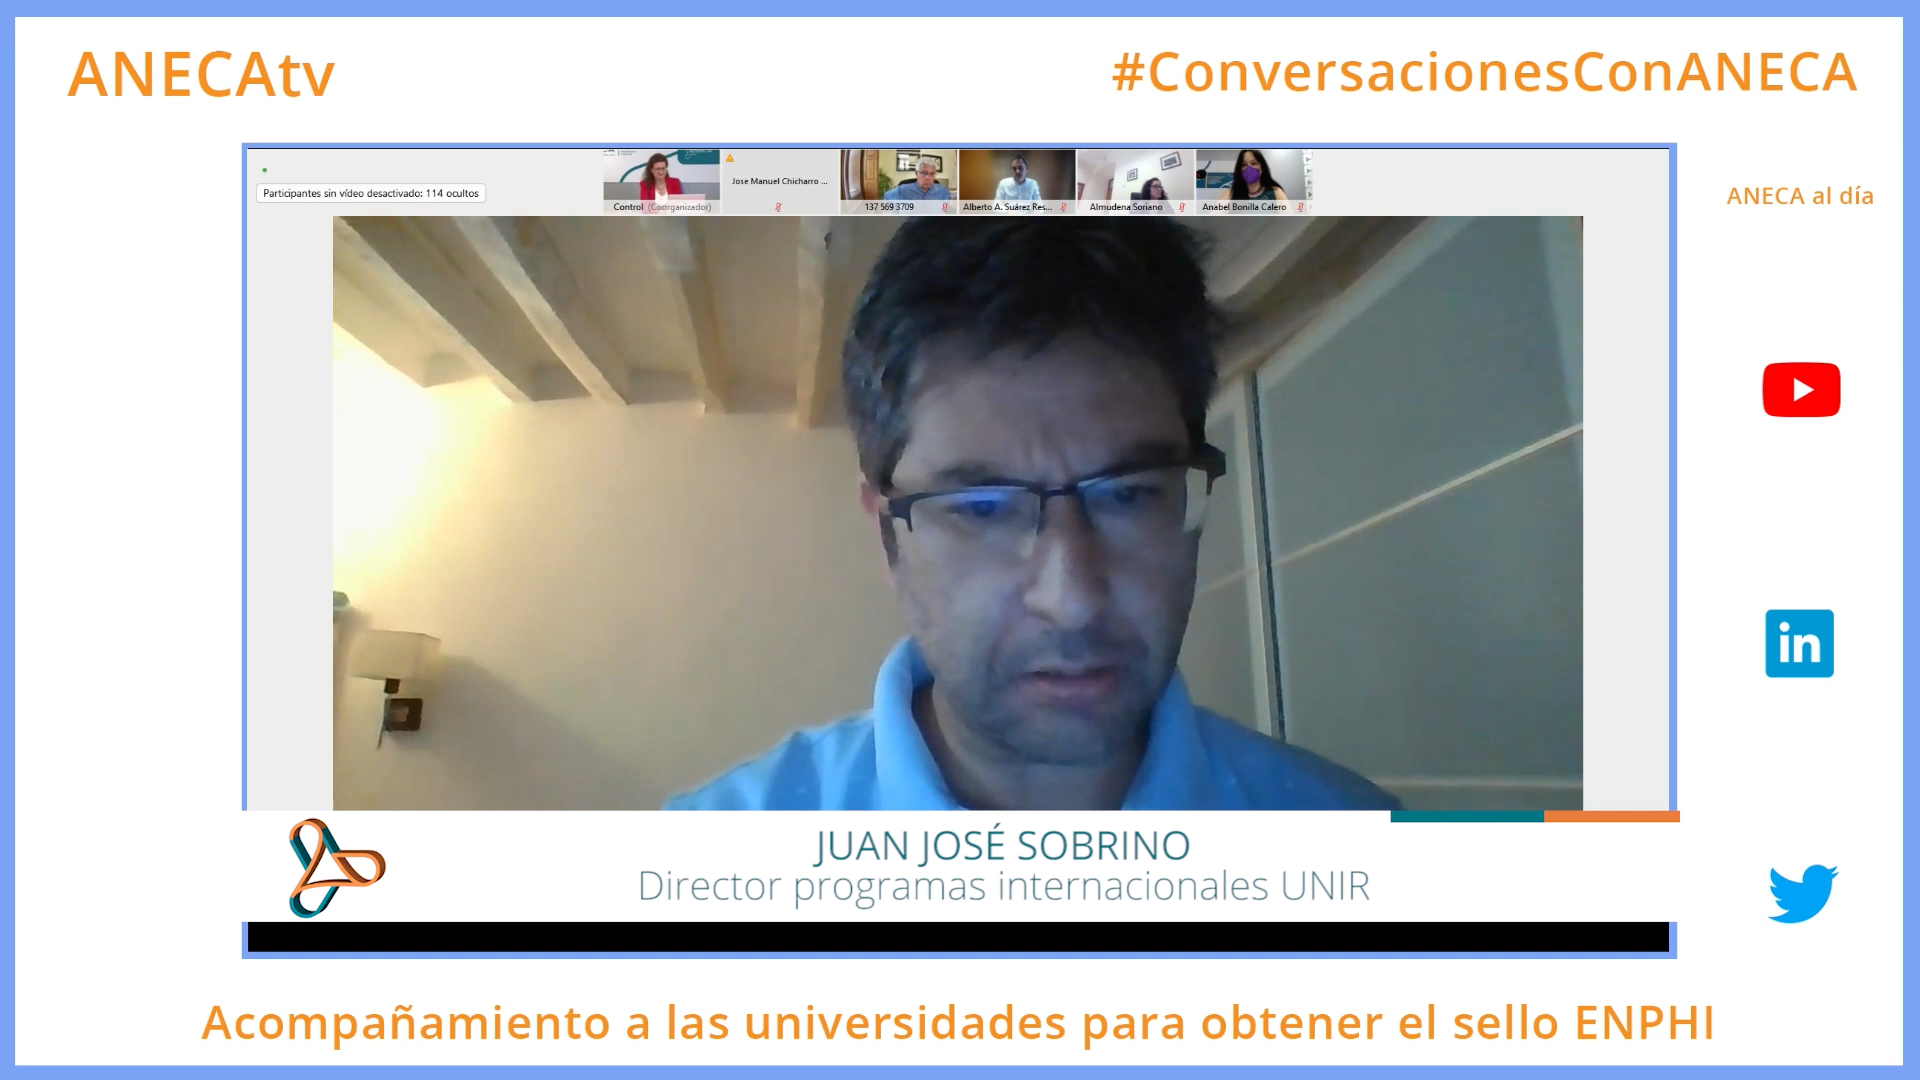 ANECAtv
#ConversacionesConANECA
ANECA al día
Participantes sin vídeo desactivado: 114 ocultos
Control (Coorganizador)
Jose Manuel Chicharro ...
137 569 3709
Alberto A. Suárez Res...
Almudena Soriano
Anabel Bonilla Calero
in
JUAN JOSÉ SOBRINO
Director programas internacionales UNIR
Acompañamiento a las universidades para obtener el sello ENPHI